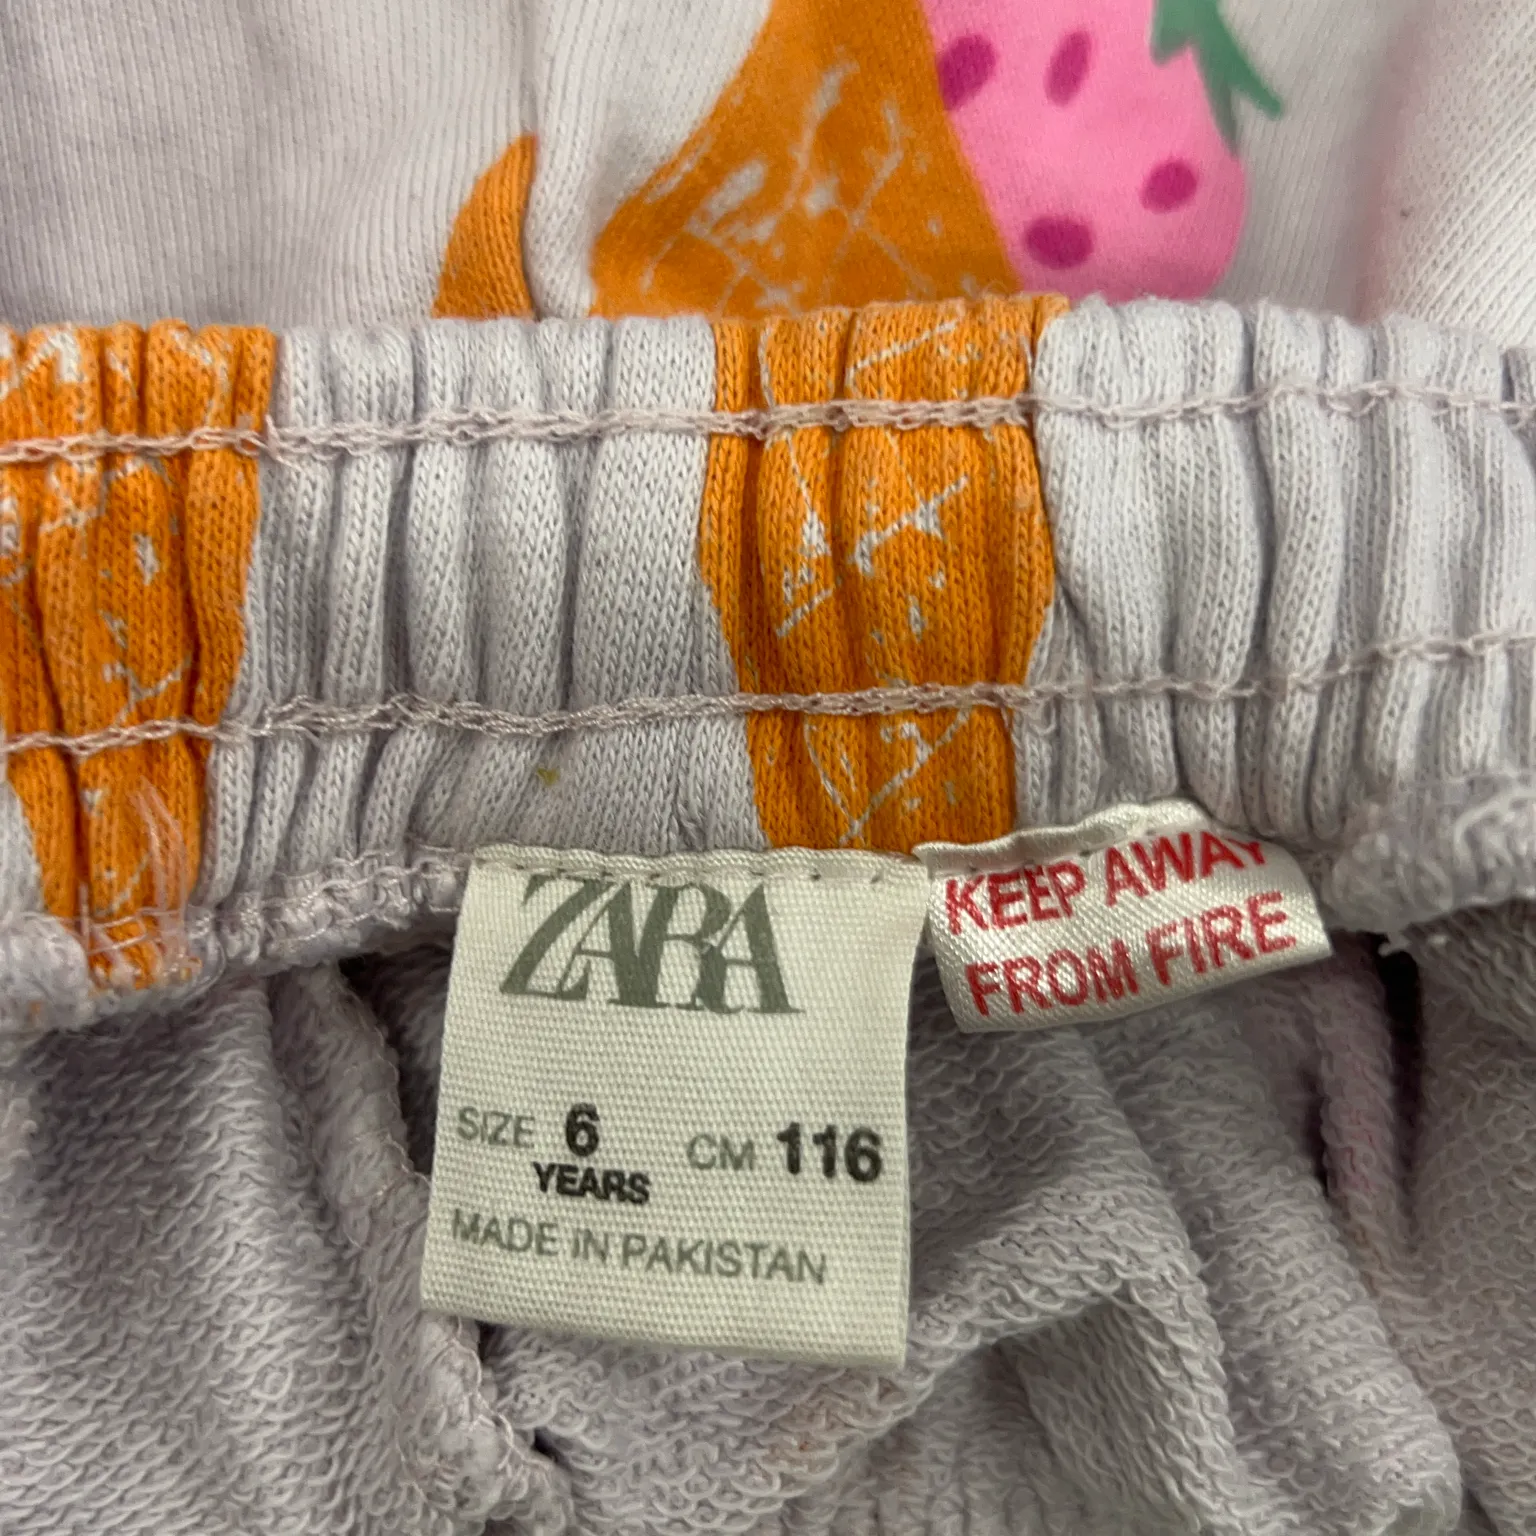 ZARA
SIZE 6 CM 116
YEARS
MADE IN PAKISTAN
KEEP AWAY
FROM FIRE